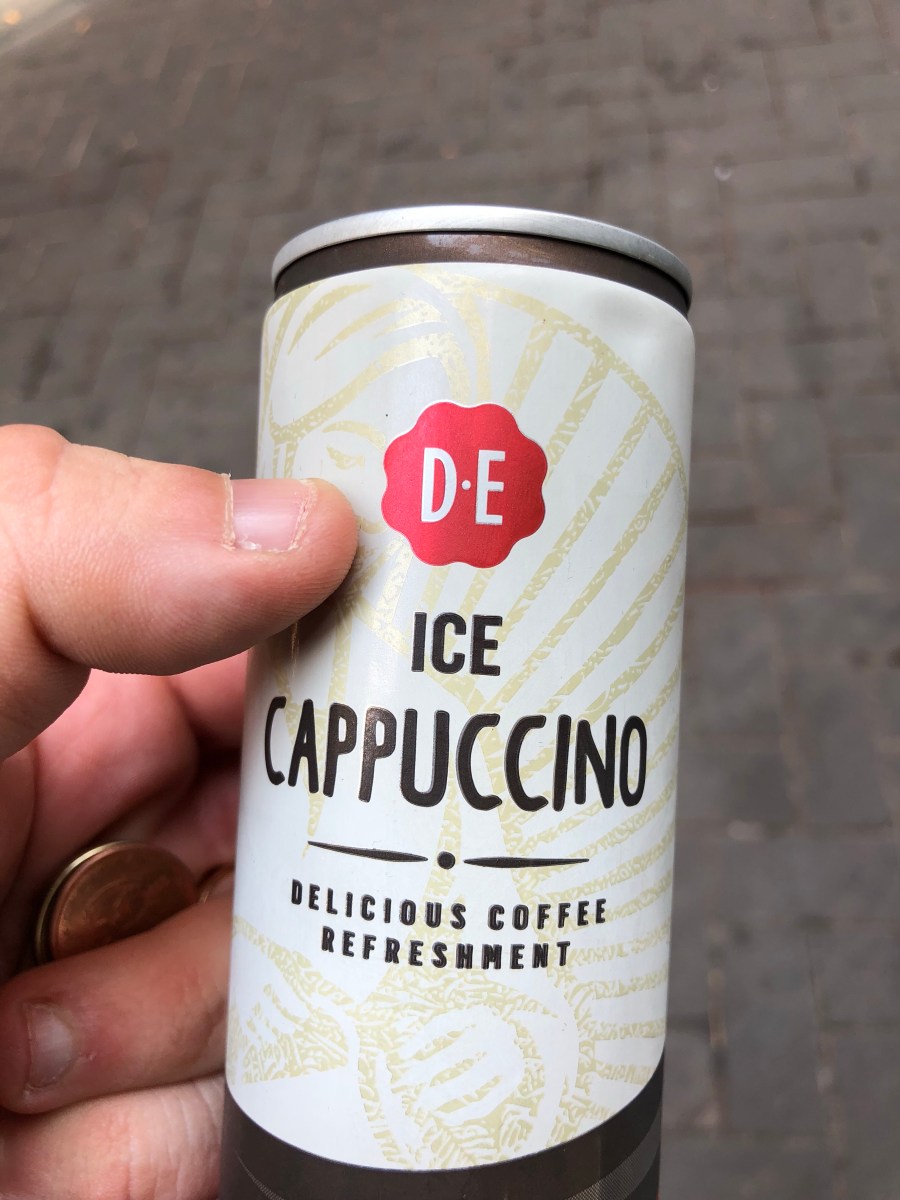 D·E
ICE
CAPPUCCINO
DELICIOUS COFFEE
REFRESHMENT